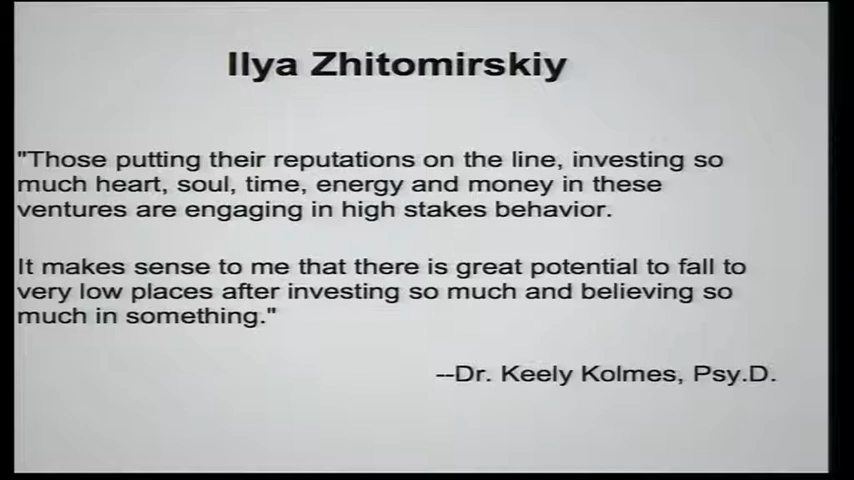 Ilya Zhitomirskiy
"Those putting their reputations on the line, investing so
much heart, soul, time, energy and money in these
ventures are engaging in high stakes behavior.
It makes sense to me that there is great potential to fall to
very low places after investing so much and believing so
much in something."
--Dr. Keely Kolmes, Psy.D.